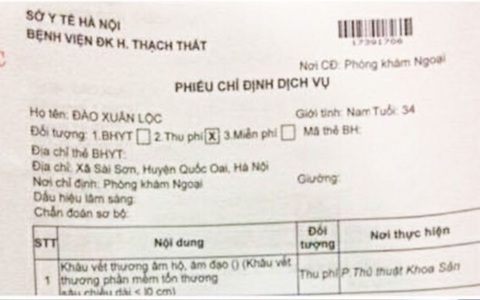 SỞ Y TẾ HÀ NỘI
BỆNH VIỆN ĐK H. THẠCH THẤT
17391706
Nơi CĐ: Phòng khám Ngoại
PHIẾU CHỈ ĐỊNH DỊCH VỤ
Họ tên: ĐÀO XUÂN LỘC Giới tính: Nam Tuổi: 34
Đối tượng: 1.BHYT 2.Thu phí X 3.Miễn phí Mã thẻ BH:
Địa chỉ thẻ BHYT:
Địa chỉ: Xã Sài Sơn, Huyện Quốc Oai, Hà Nội
Nơi chỉ định: Phòng khám Ngoại Giường:
Dấu hiệu lâm sàng:
Chẩn đoán sơ bộ:
STT Nội dung Đối tượng Nơi thực hiện
1 Khâu vết thương âm hộ, âm đạo () (Khâu vết thương phần mềm tổn thương sâu chiều dài < 10 cm) Thu phí P.Thủ thuật Khoa Sản